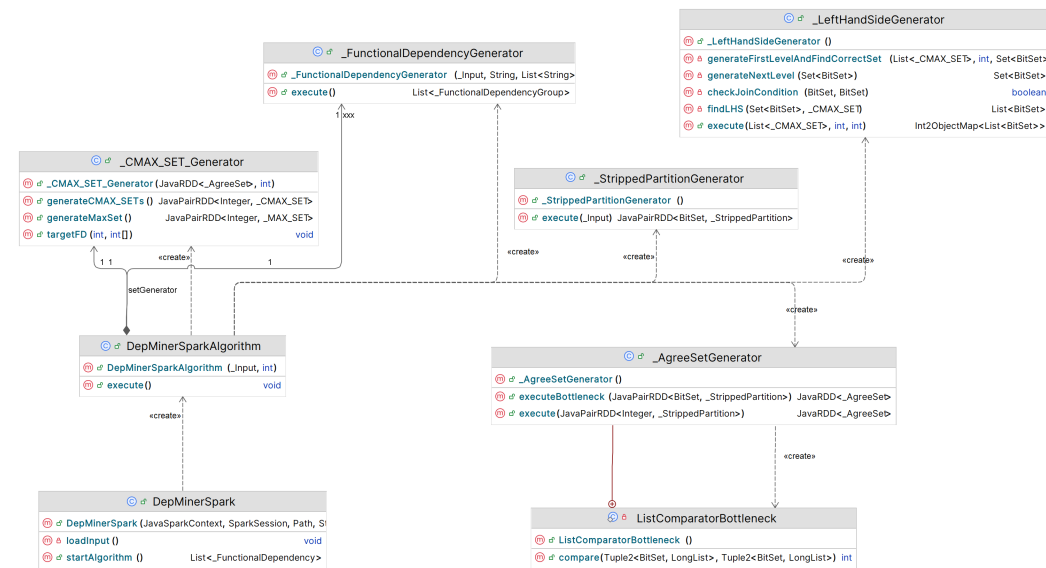 _LeftHandSideGenerator
_LeftHandSideGenerator ()
generateFirstLevelAndFindCorrectSet (List<_CMAX_SET>, int, Set<BitSet>
generateNextLevel (Set<BitSet>) Set<BitSet>
checkJoinCondition (BitSet, BitSet) boolean
findLHS (Set<BitSet>, _CMAX_SET) List<BitSet>
execute(List<_CMAX_SET>, int, int) Int2ObjectMap<List<BitSet>>
_FunctionalDependencyGenerator
_FunctionalDependencyGenerator (_Input, String, List<String>
execute() List<_FunctionalDependencyGroup>
1 xxx
_CMAX_SET_Generator
_CMAX_SET_Generator (JavaRDD<_AgreeSet>, int)
generateCMAX_SETs () JavaPairRDD<Integer, _CMAX_SET>
generateMaxSet () JavaPairRDD<Integer, _MAX_SET>
targetFD (int, int[]) void
_StrippedPartitionGenerator
_StrippedPartitionGenerator ()
execute(_Input) JavaPairRDD<BitSet, _StrippedPartition>
1 1
«create»
1
«create»
«create»
«create»
setGenerator
«create»
DepMinerSparkAlgorithm
DepMinerSparkAlgorithm (_Input, int)
execute() void
_AgreeSetGenerator
_AgreeSetGenerator ()
executeBottleneck (JavaPairRDD<BitSet, _StrippedPartition>) JavaRDD<_AgreeSet>
execute(JavaPairRDD<Integer, _StrippedPartition>) JavaRDD<_AgreeSet>
«create»
«create»
DepMinerSpark
DepMinerSpark (JavaSparkContext, SparkSession, Path, St
loadInput () void
startAlgorithm () List<_FunctionalDependency>
ListComparatorBottleneck
ListComparatorBottleneck ()
compare(Tuple2<BitSet, LongList>, Tuple2<BitSet, LongList>) int